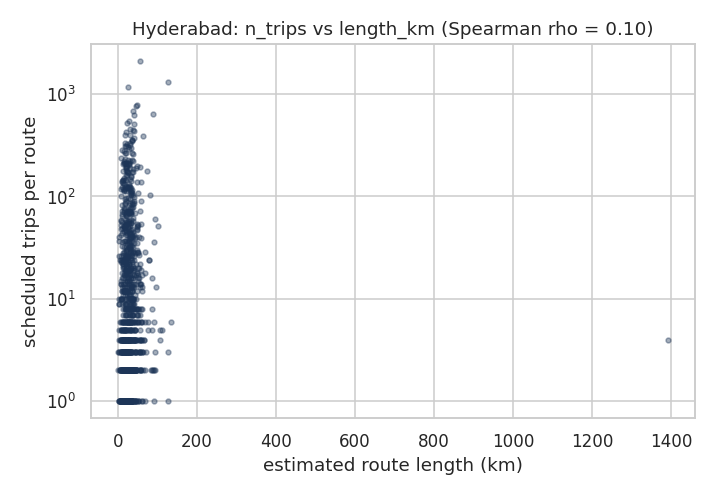 Hyderabad: n_trips vs length_km (Spearman rho = 0.10)
scheduled trips per route
10³
10²
10¹
10⁰
0 200 400 600 800 1000 1200 1400
estimated route length (km)